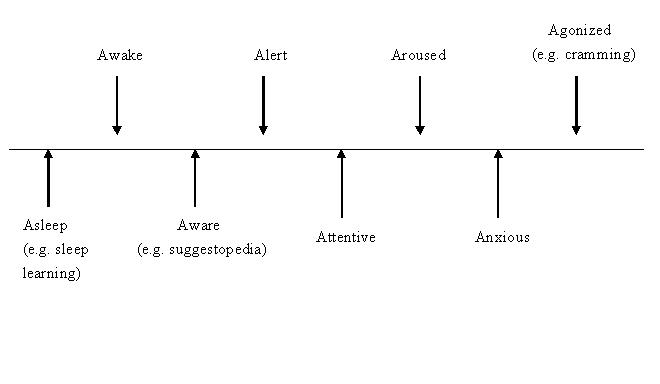 Agonized
(e.g. cramming)
Awake
Alert
Aroused
Asleep
(e.g. sleep
learning)
Aware
(e.g. suggestopedia)
Attentive
Anxious